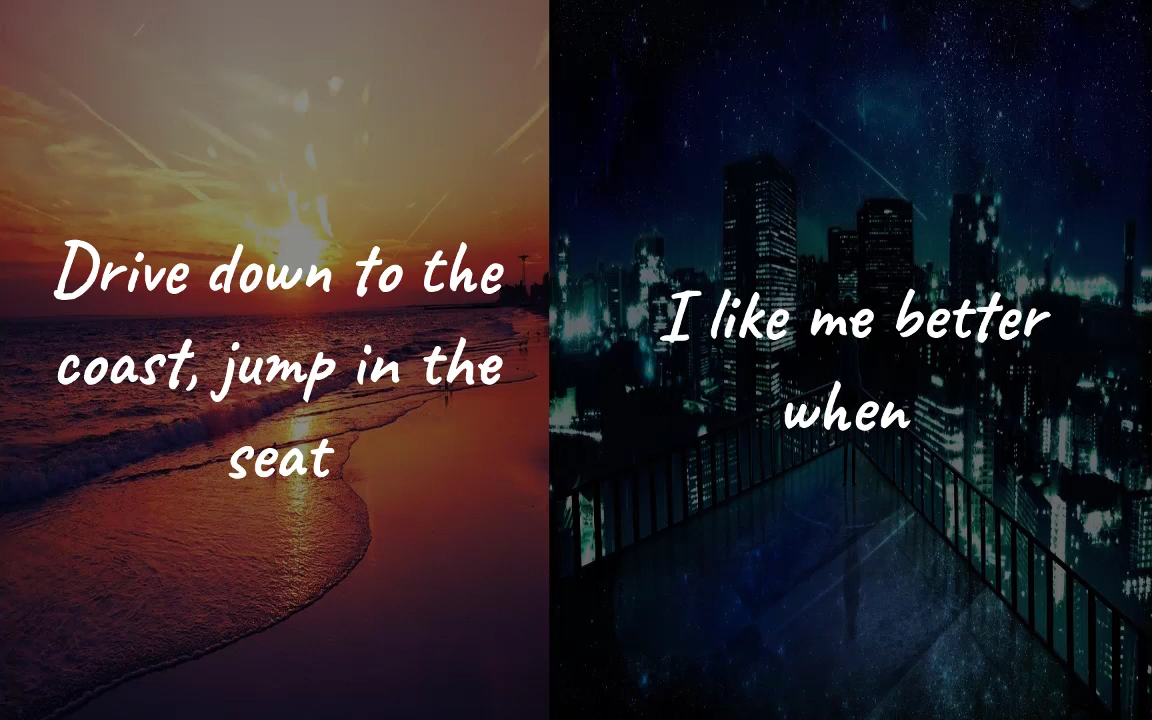 Drive down to the
coast, jump in the
seat
I like me better
when